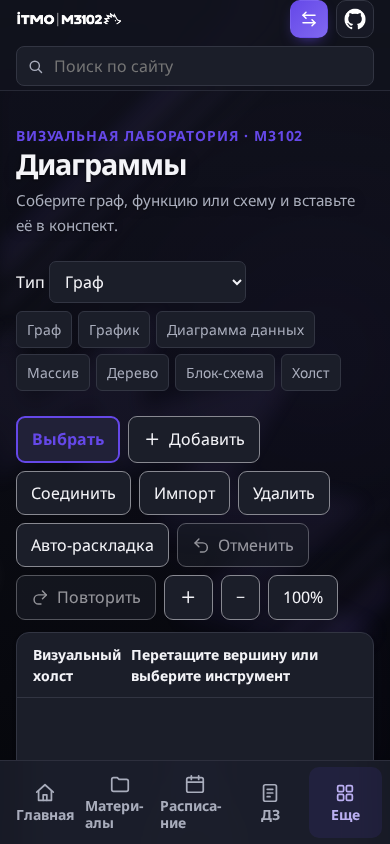 iTMO | M3102
Поиск по сайту
ВИЗУАЛЬНАЯ ЛАБОРАТОРИЯ · M3102
Диаграммы
Соберите граф, функцию или схему и вставьте
её в конспект.
Тип Граф
Граф График Диаграмма данных
Массив Дерево Блок-схема Холст
Выбрать + Добавить
Соединить Импорт Удалить
Авто-раскладка Отменить
Повторить + − 100%
Визуальный Перетащите вершину или
холст выберите инструмент
Главная Матери- Расписа- ДЗ Еще
алы ние